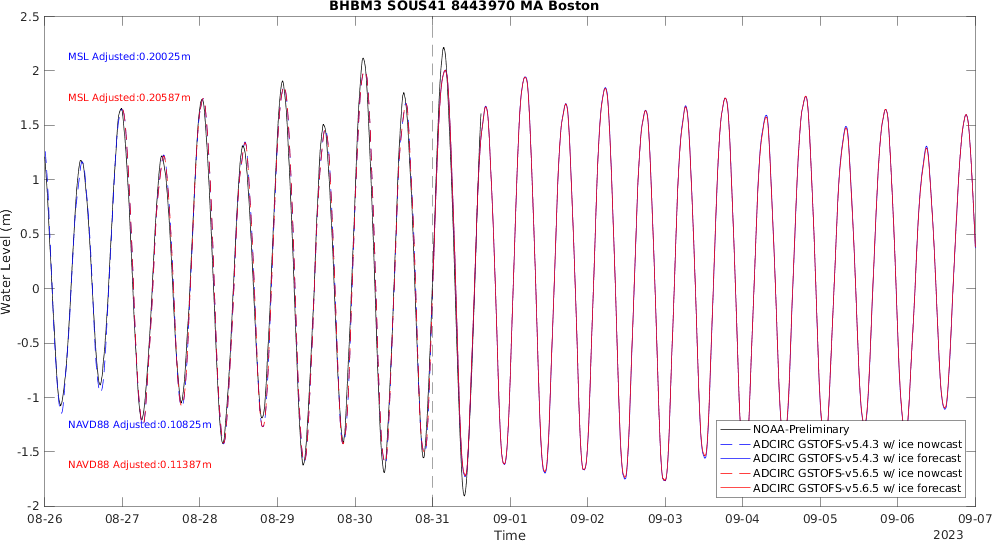 BHBM3 SOUS41 8443970 MA Boston
2.5
2
1.5
1
0.5
0
-0.5
-1
-1.5
-2
Water Level (m)
MSL Adjusted:0.20025m
MSL Adjusted:0.20587m
NAVD88 Adjusted:0.10825m
NAVD88 Adjusted:0.11387m
NOAA-Preliminary
ADCIRC GSTOFS-v5.4.3 w/ ice nowcast
ADCIRC GSTOFS-v5.4.3 w/ ice forecast
ADCIRC GSTOFS-v5.6.5 w/ ice nowcast
ADCIRC GSTOFS-v5.6.5 w/ ice forecast
08-26 08-27 08-28 08-29 08-30 08-31 09-01 09-02 09-03 09-04 09-05 09-06 09-07
Time
2023